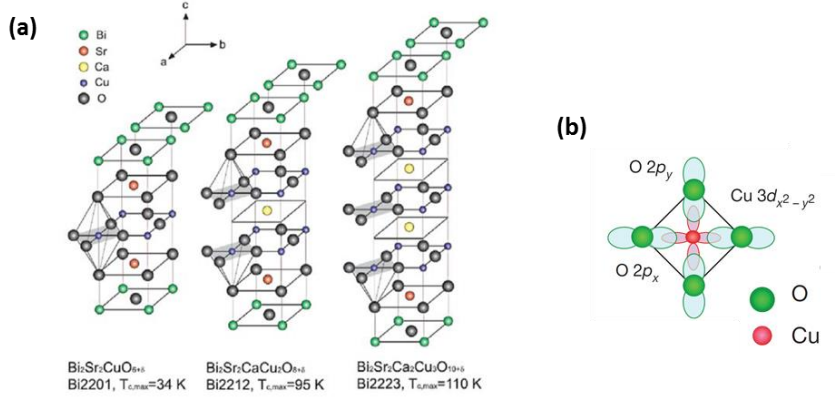 (a)
Bi
Sr
Ca
Cu
O
c
b
a
Bi₂Sr₂CuO₆₊δ
Bi2201, Tc,max=34 K
Bi₂Sr₂CaCu₂O₈₊δ
Bi2212, Tc,max=95 K
Bi₂Sr₂Ca₂Cu₃O₁₀₊δ
Bi2223, Tc,max=110 K
(b)
O 2py
Cu 3dx²−y²
O 2px
O
Cu